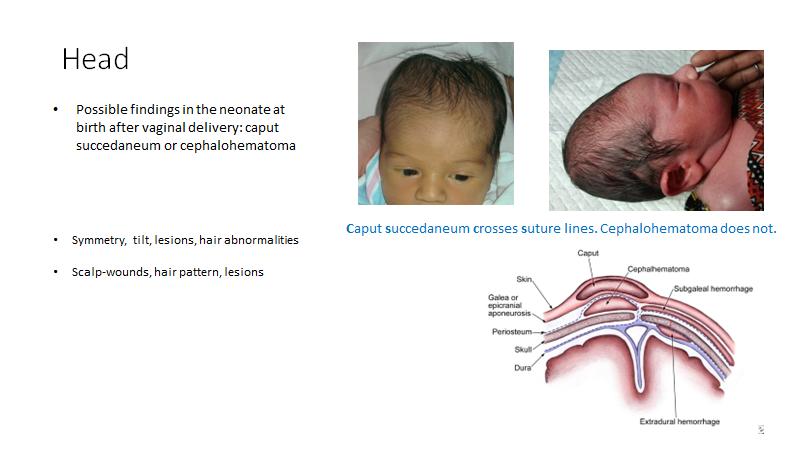 Head
• Possible findings in the neonate at
birth after vaginal delivery: caput
succedaneum or cephalohematoma
• Symmetry, tilt, lesions, hair abnormalities
• Scalp-wounds, hair pattern, lesions
Caput succedaneum crosses suture lines. Cephalohematoma does not.
Caput
Cephalhematoma
Skin
Subgaleal hemorrhage
Galea or
epicranial
aponeurosis
Periosteum
Skull
Dura
Extradural hemorrhage